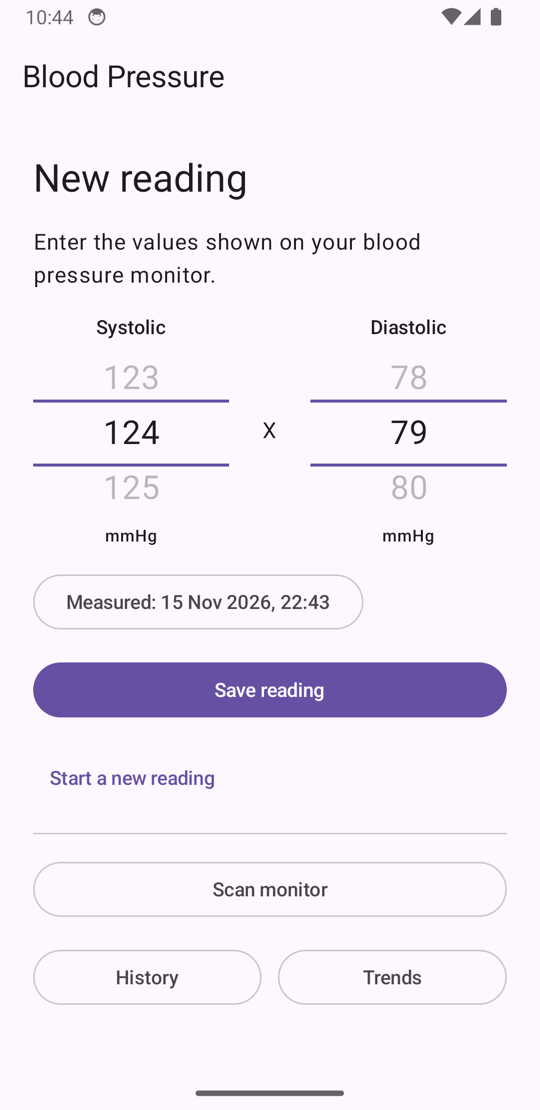 10:44
Blood Pressure
New reading
Enter the values shown on your blood
pressure monitor.
Systolic Diastolic
123 78
124 X 79
125 80
mmHg mmHg
Measured: 15 Nov 2026, 22:43
Save reading
Start a new reading
Scan monitor
History Trends